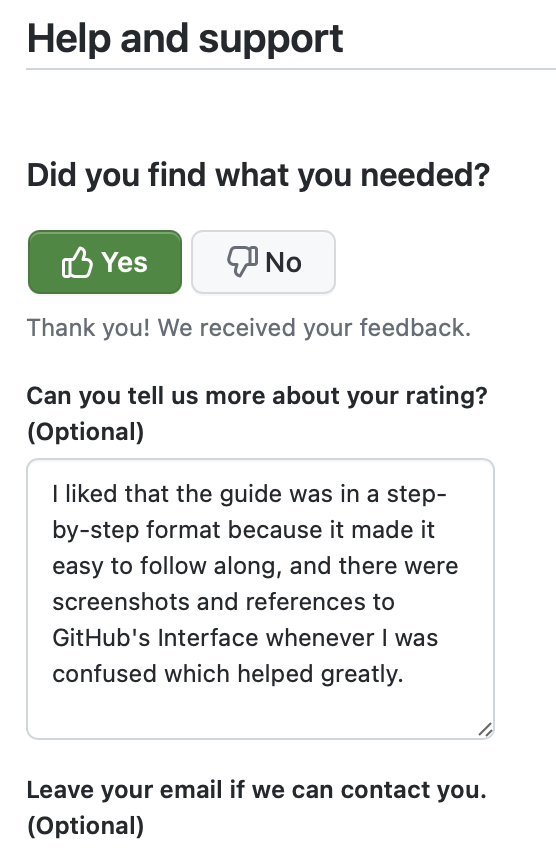 Help and support
Did you find what you needed?
Yes
No
Thank you! We received your feedback.
Can you tell us more about your rating?
(Optional)
I liked that the guide was in a step-
by-step format because it made it
easy to follow along, and there were
screenshots and references to
GitHub's Interface whenever I was
confused which helped greatly.
Leave your email if we can contact you.
(Optional)